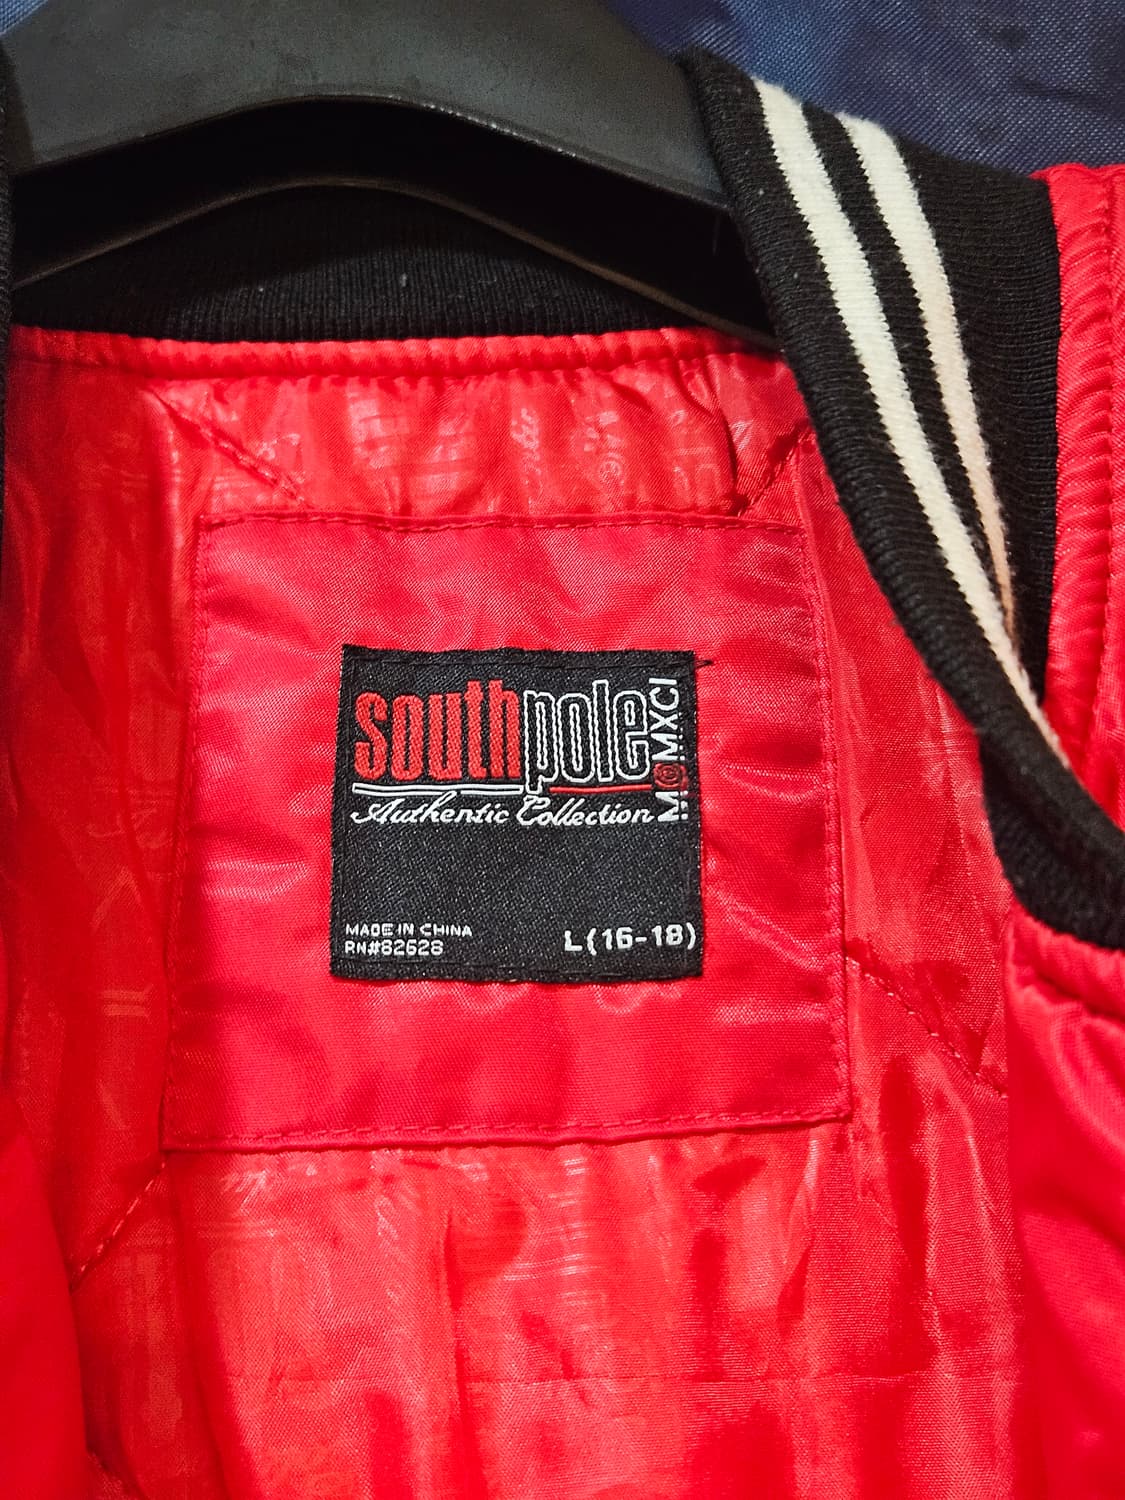 southpole
Authentic Collection
M@MXCI
MADE IN CHINA
RN#82628
L(16-18)